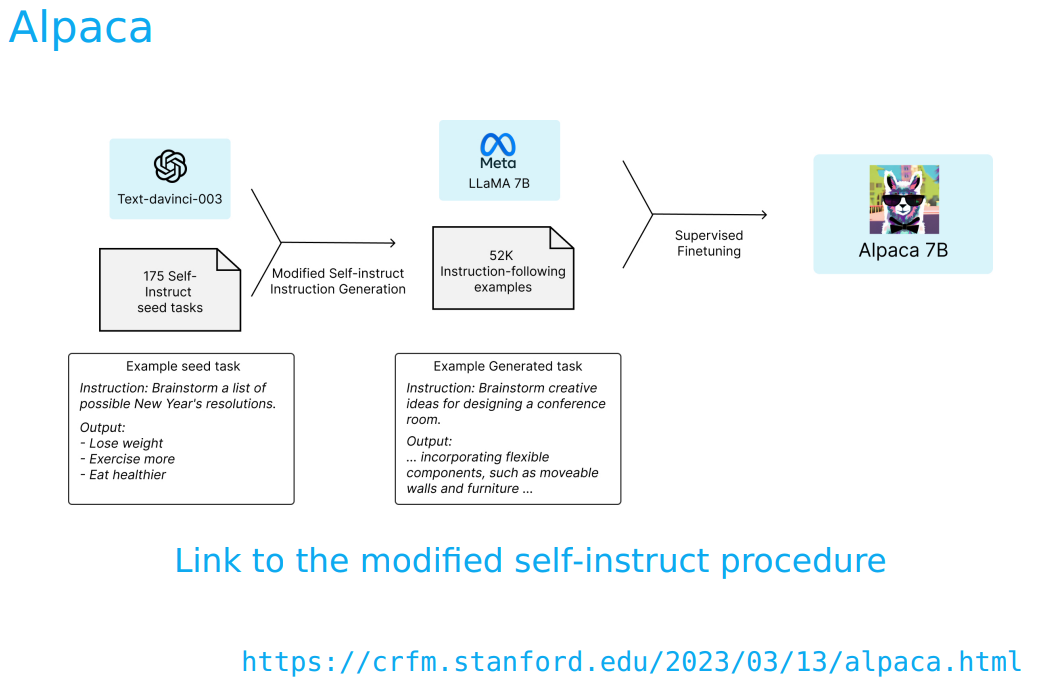 Alpaca
Text-davinci-003
175 Self-
Instruct
seed tasks
Modified Self-instruct
Instruction Generation
Meta
LLaMA 7B
52K
Instruction-following
examples
Supervised
Finetuning
Alpaca 7B
Example seed task
Instruction: Brainstorm a list of
possible New Year's resolutions.
Output:
- Lose weight
- Exercise more
- Eat healthier
Example Generated task
Instruction: Brainstorm creative
ideas for designing a conference
room.
Output:
... incorporating flexible
components, such as moveable
walls and furniture ...
Link to the modified self-instruct procedure
https://crfm.stanford.edu/2023/03/13/alpaca.html